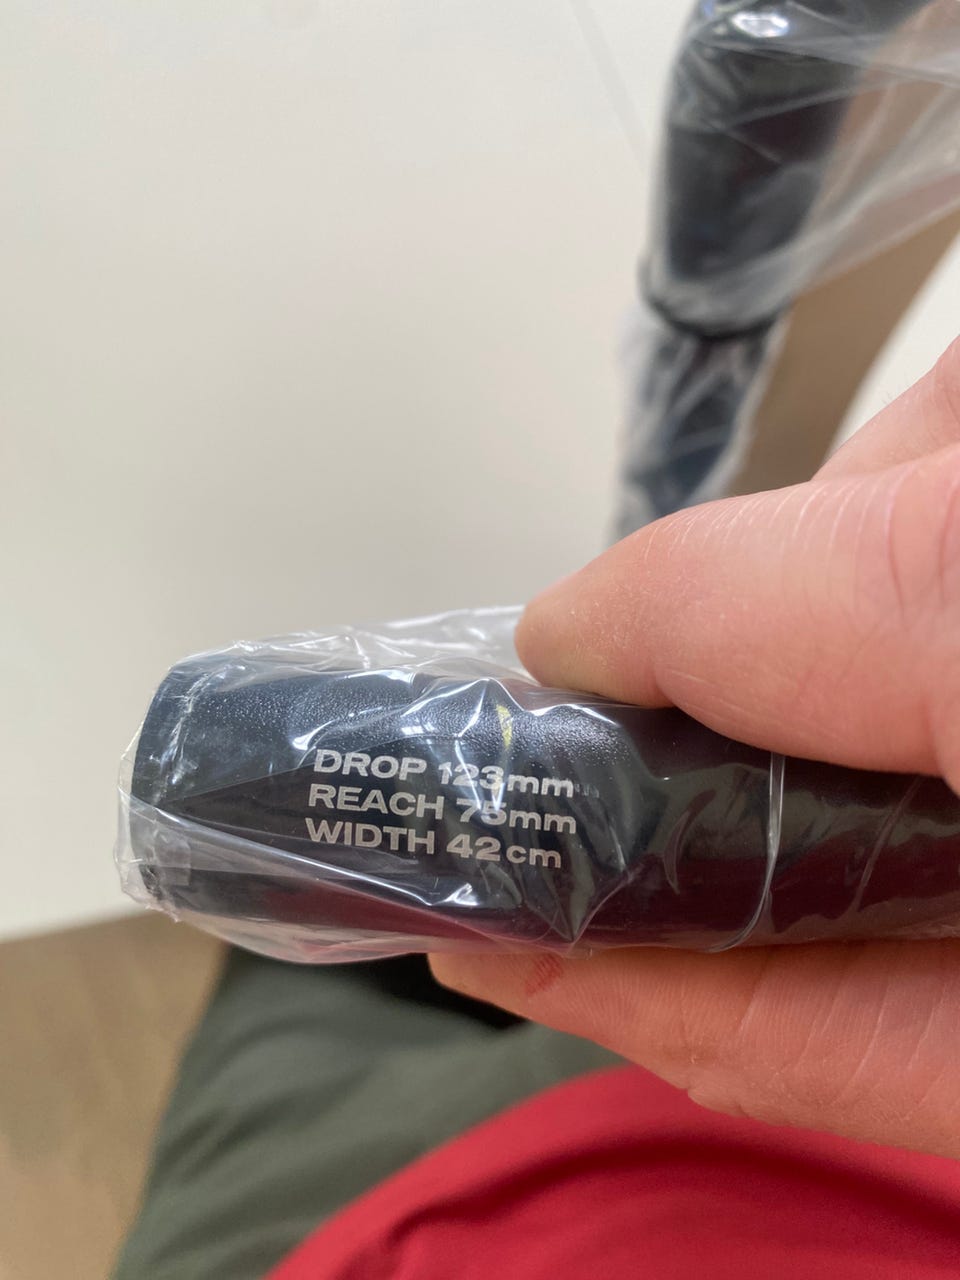 DROP 123mm
REACH 75mm
WIDTH 42cm